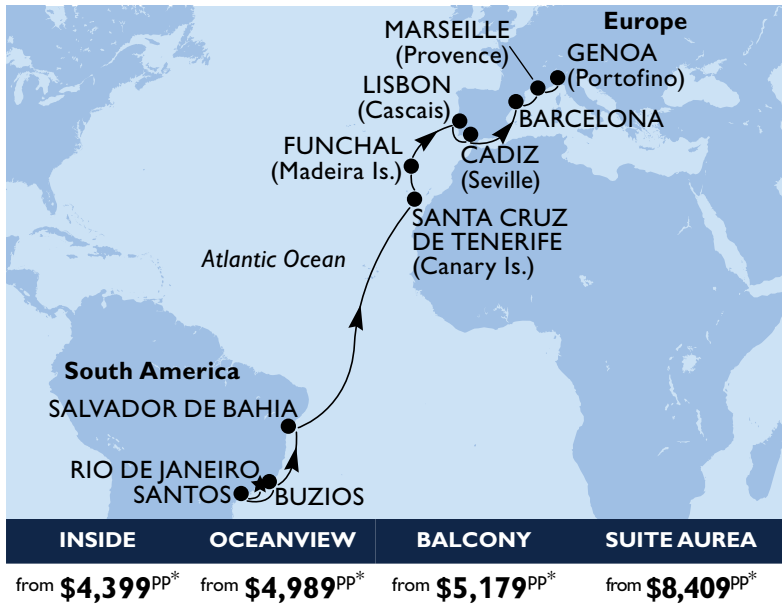 Europe
MARSEILLE
(Provence)
GENOA
(Portofino)
LISBON
(Cascais)
BARCELONA
FUNCHAL
(Madeira Is.)
CADIZ
(Seville)
SANTA CRUZ
DE TENERIFE
(Canary Is.)
Atlantic Ocean
South America
SALVADOR DE BAHIA
RIO DE JANEIRO
SANTOS
BUZIOS
INSIDE OCEANVIEW BALCONY SUITE AUREA
from $4,399PP* from $4,989PP* from $5,179PP* from $8,409PP*